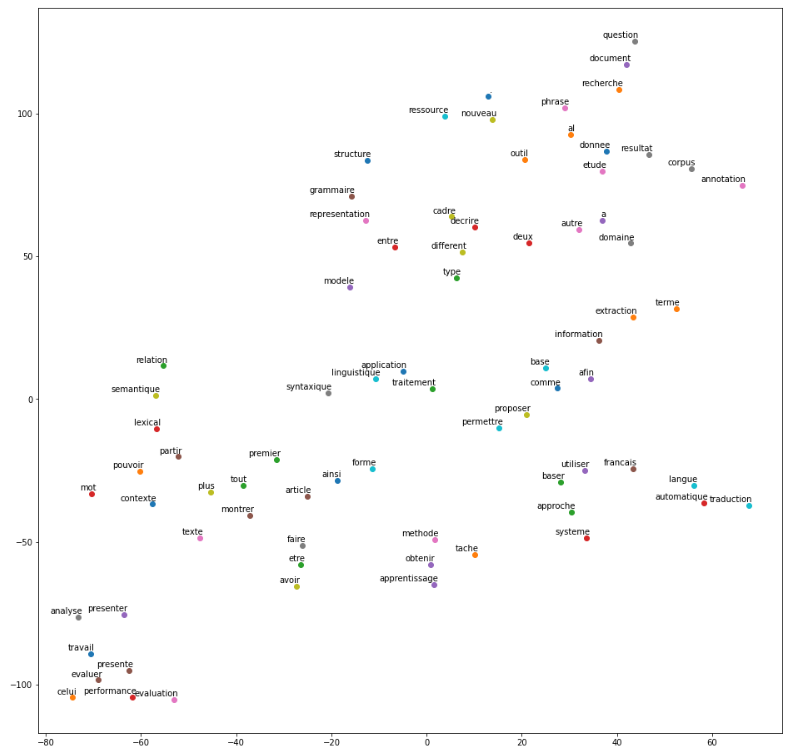 question
document
recherche
-
phrase
ressource
nouveau
al
donnee
resultat
structure
outil
etude
corpus
annotation
100
grammaire
representation
cadre
decrire
a
autre
entre
different
deux
domaine
50
type
modele
terme
extraction
information
relation
application
base
linguistique
afin
semantique
syntaxique
traitement
comme
0
proposer
lexical
permettre
partir
premier
pouvoir
forme
utiliser
francais
mot
contexte
plus
tout
ainsi
article
baser
langue
automatique
traduction
montrer
approche
texte
faire
methode
systeme
-50
etre
obtenir
tache
avoir
apprentissage
analyse
presenter
travail
presente
evaluer
celui
performance
evaluation
-100
-80 -60 -40 -20 0 20 40 60